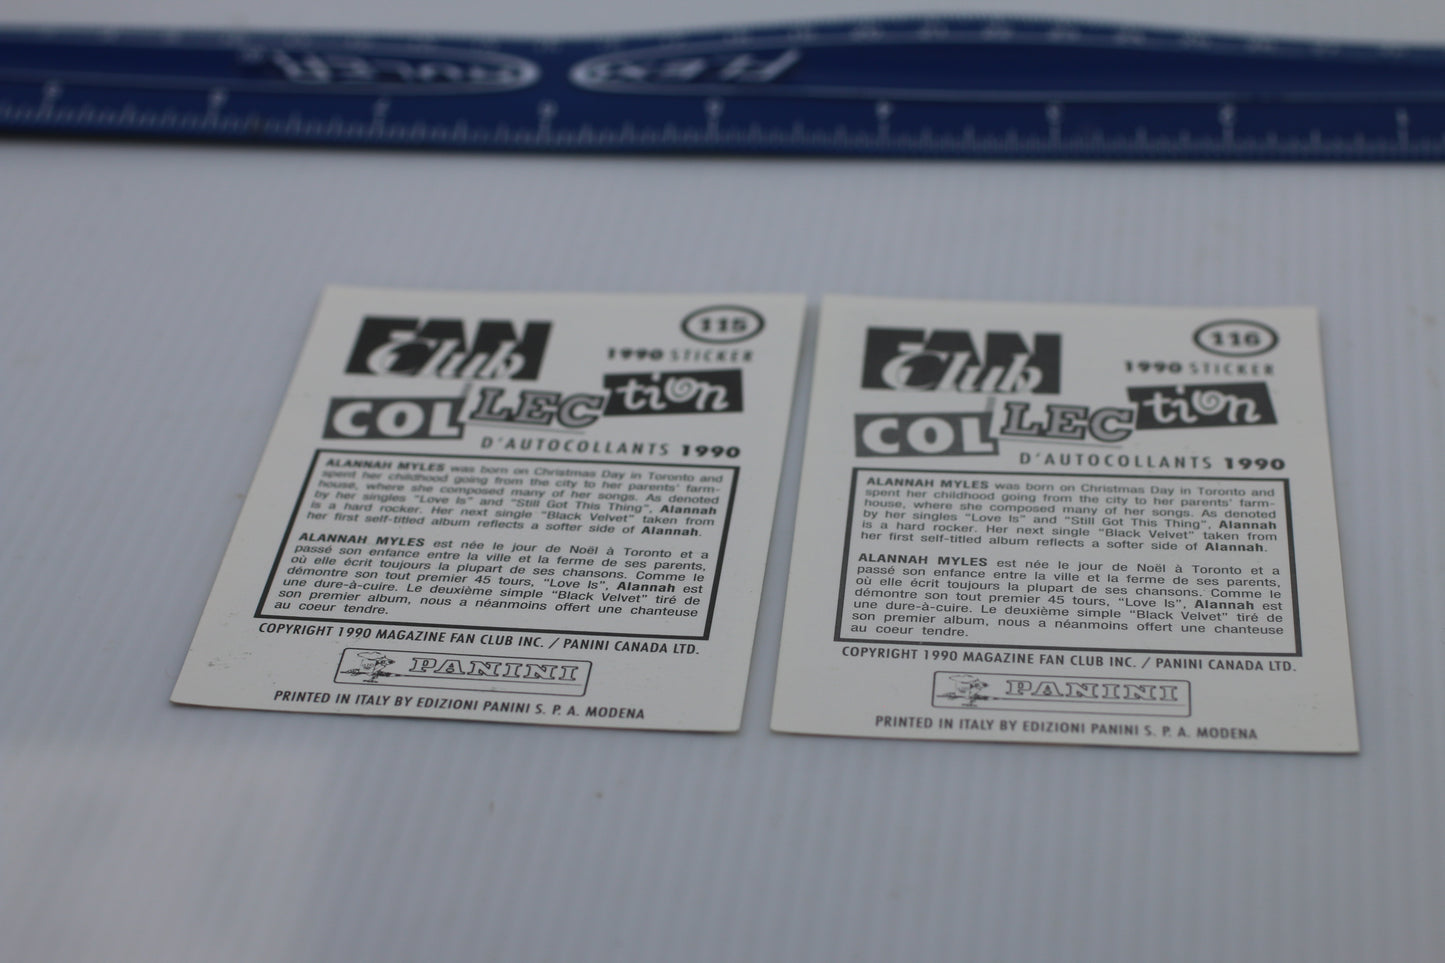 RULER
FLEXI
FAN
Club
115
1990 STICKER
COL LEC tion
D'AUTOCOLLANTS 1990
ALANNAH MYLES was born on Christmas Day in Toronto and
spent her childhood going from the city to her parents' farm-
house, where she composed many of her songs. As denoted
by her singles "Love Is" and "Still Got This Thing", Alannah
is a hard rocker. Her next single "Black Velvet" taken from
her first self-titled album reflects a softer side of Alannah.
ALANNAH MYLES est née le jour de Noël à Toronto et a
passé son enfance entre la ville et la ferme de ses parents,
où elle écrit toujours la plupart de ses chansons. Comme le
démontre son tout premier 45 tours, "Love Is", Alannah est
une dure-à-cuire. Le deuxième simple "Black Velvet" tiré de
son premier album, nous a néanmoins offert une chanteuse
au coeur tendre.
COPYRIGHT 1990 MAGAZINE FAN CLUB INC. / PANINI CANADA LTD.
PANINI
PRINTED IN ITALY BY EDIZIONI PANINI S. P. A. MODENA
FAN
Club
116
1990 STICKER
COL LEC tion
D'AUTOCOLLANTS 1990
ALANNAH MYLES was born on Christmas Day in Toronto and
spent her childhood going from the city to her parents' farm-
house, where she composed many of her songs. As denoted
by her singles "Love Is" and "Still Got This Thing", Alannah
is a hard rocker. Her next single "Black Velvet" taken from
her first self-titled album reflects a softer side of Alannah.
ALANNAH MYLES est née le jour de Noël à Toronto et a
passé son enfance entre la ville et la ferme de ses parents,
où elle écrit toujours la plupart de ses chansons. Comme le
démontre son tout premier 45 tours, "Love Is", Alannah est
une dure-à-cuire. Le deuxième simple "Black Velvet" tiré de
son premier album, nous a néanmoins offert une chanteuse
au coeur tendre.
COPYRIGHT 1990 MAGAZINE FAN CLUB INC. / PANINI CANADA LTD.
PANINI
PRINTED IN ITALY BY EDIZIONI PANINI S. P. A. MODENA